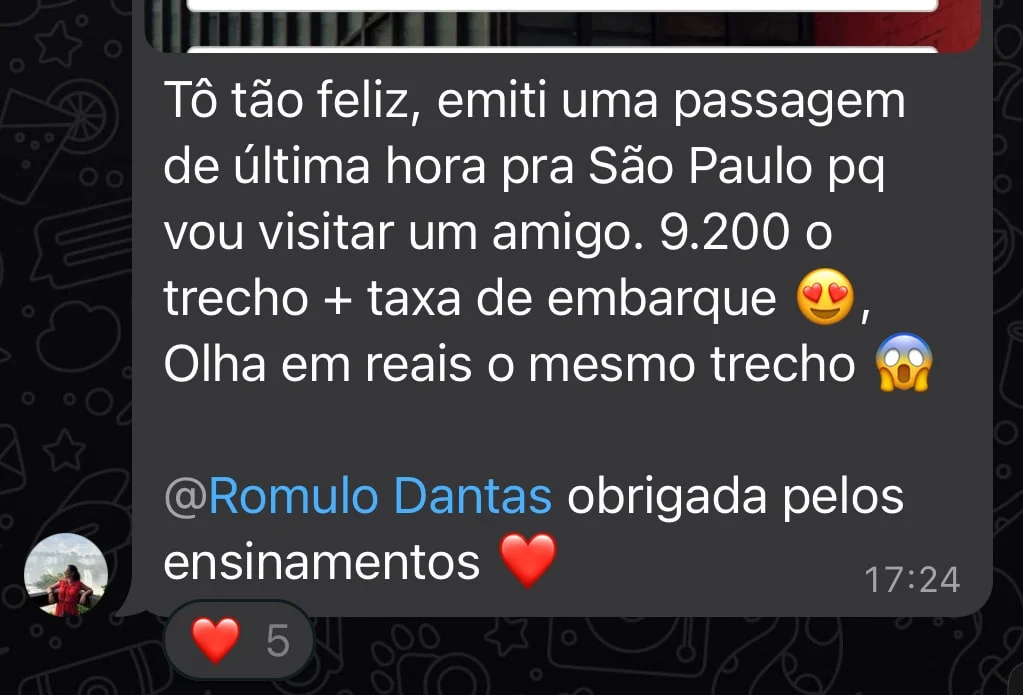 Tô tão feliz, emiti uma passagem
de última hora pra São Paulo pq
vou visitar um amigo. 9.200 o
trecho + taxa de embarque 😍,
Olha em reais o mesmo trecho 😱
@Romulo Dantas obrigada pelos
ensinamentos ❤️
17:24
❤️ 5